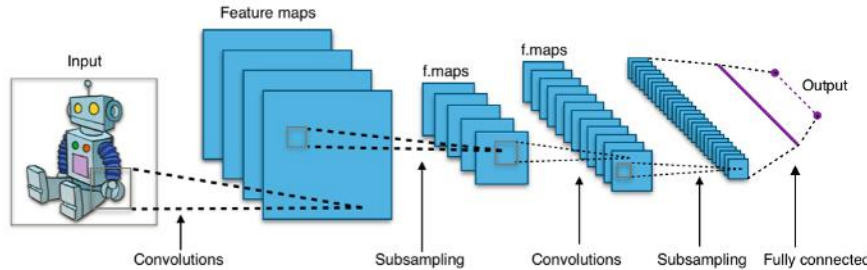 Feature maps
Input
f.maps
f.maps
Output
Convolutions
Subsampling
Convolutions
Subsampling
Fully connected